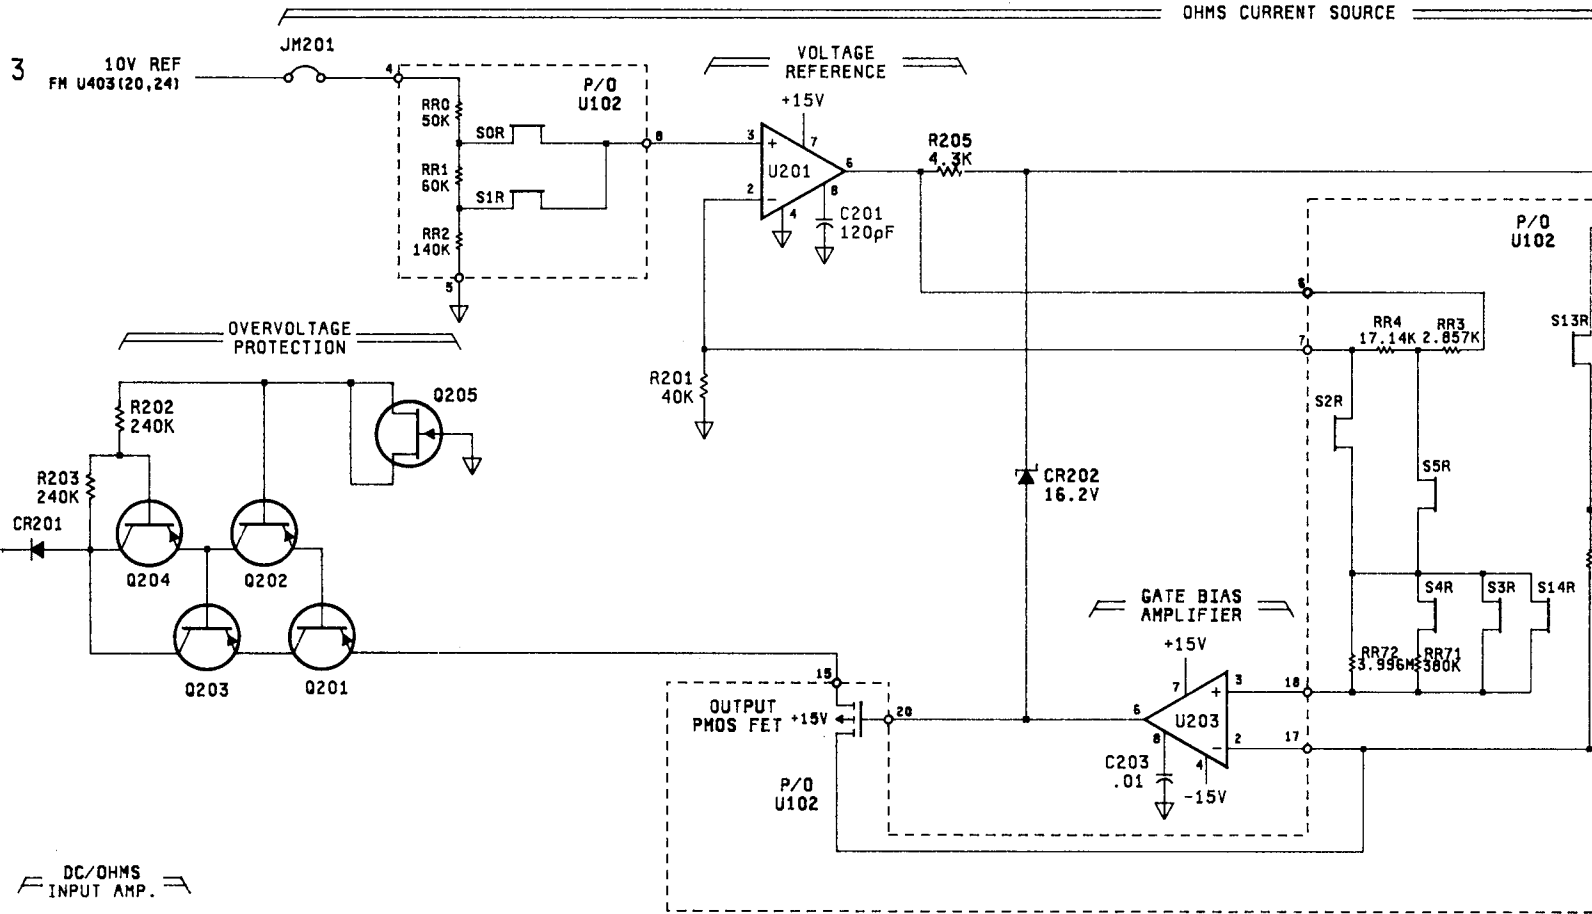 OHMS CURRENT SOURCE
JM201
3
10V REF
FM U403(20,24)
4
P/O
U102
RR0
50K
S0R
RR1
60K
S1R
RR2
140K
5
8
VOLTAGE
REFERENCE
+15V
3
7
+
U201
6
2
−
8
4
C201
120pF
R205
4.3K
P/O
U102
6
7
RR4
17.14K
RR3
2.857K
S13R
S2R
S5R
R201
40K
OVERVOLTAGE
PROTECTION
R202
240K
Q205
R203
240K
CR201
Q204
Q202
Q203
Q201
CR202
16.2V
S4R
S3R
S14R
RR72
3.996M
RR71
380K
GATE BIAS
AMPLIFIER
+15V
7
3
+
18
6
U203
8
2
−
17
4
C203
.01
-15V
15
OUTPUT
PMOS FET
+15V
20
P/O
U102
DC/OHMS
INPUT AMP.